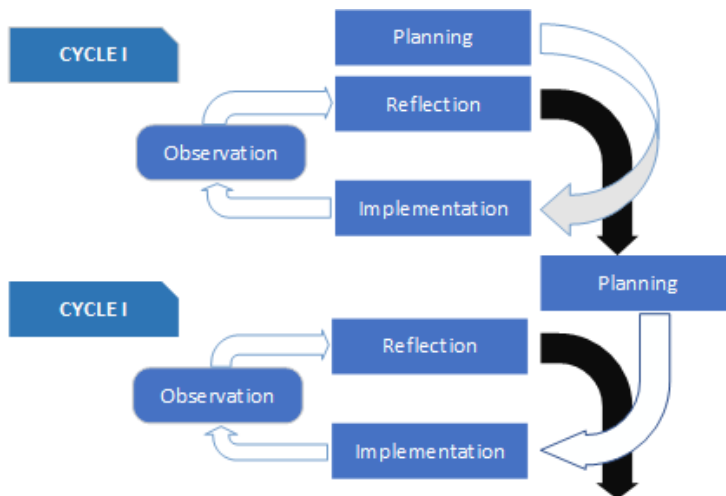 Planning
CYCLE I
Reflection
Observation
Implementation
Planning
CYCLE I
Reflection
Observation
Implementation